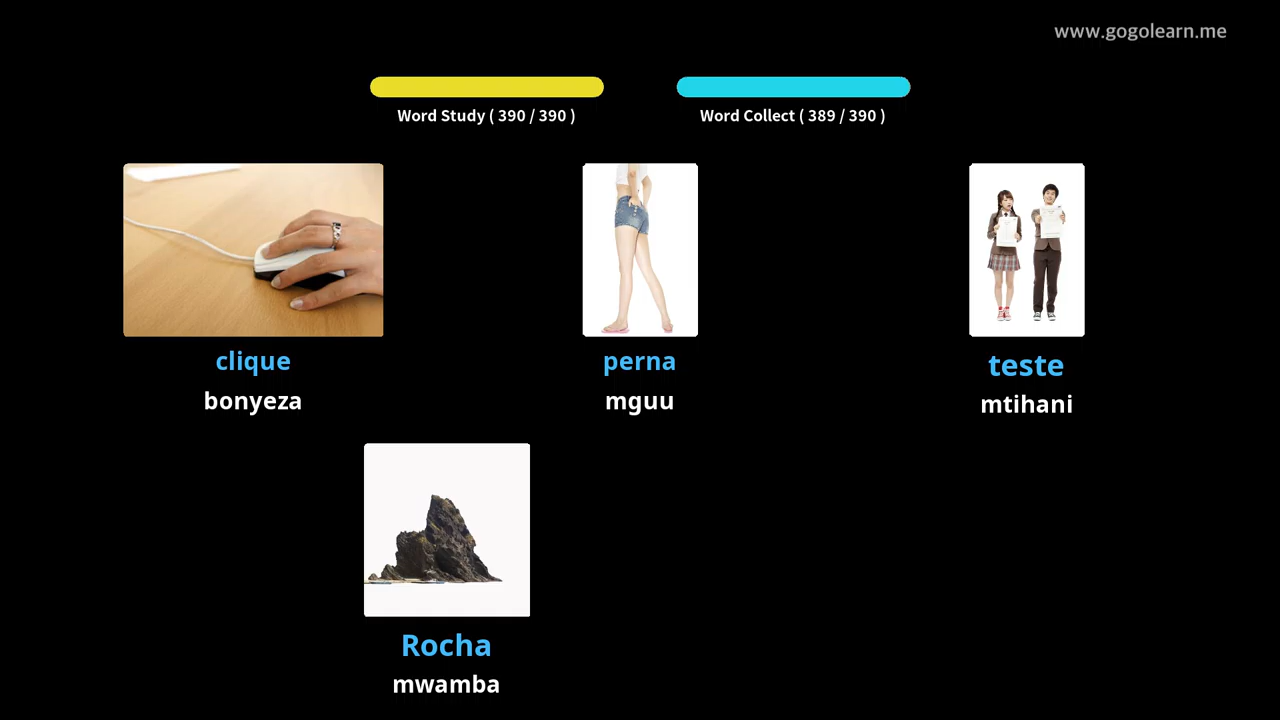 www.gogolearn.me
Word Study ( 390 / 390 )
Word Collect ( 389 / 390 )
clique
bonyeza
perna
mguu
teste
mtihani
Rocha
mwamba